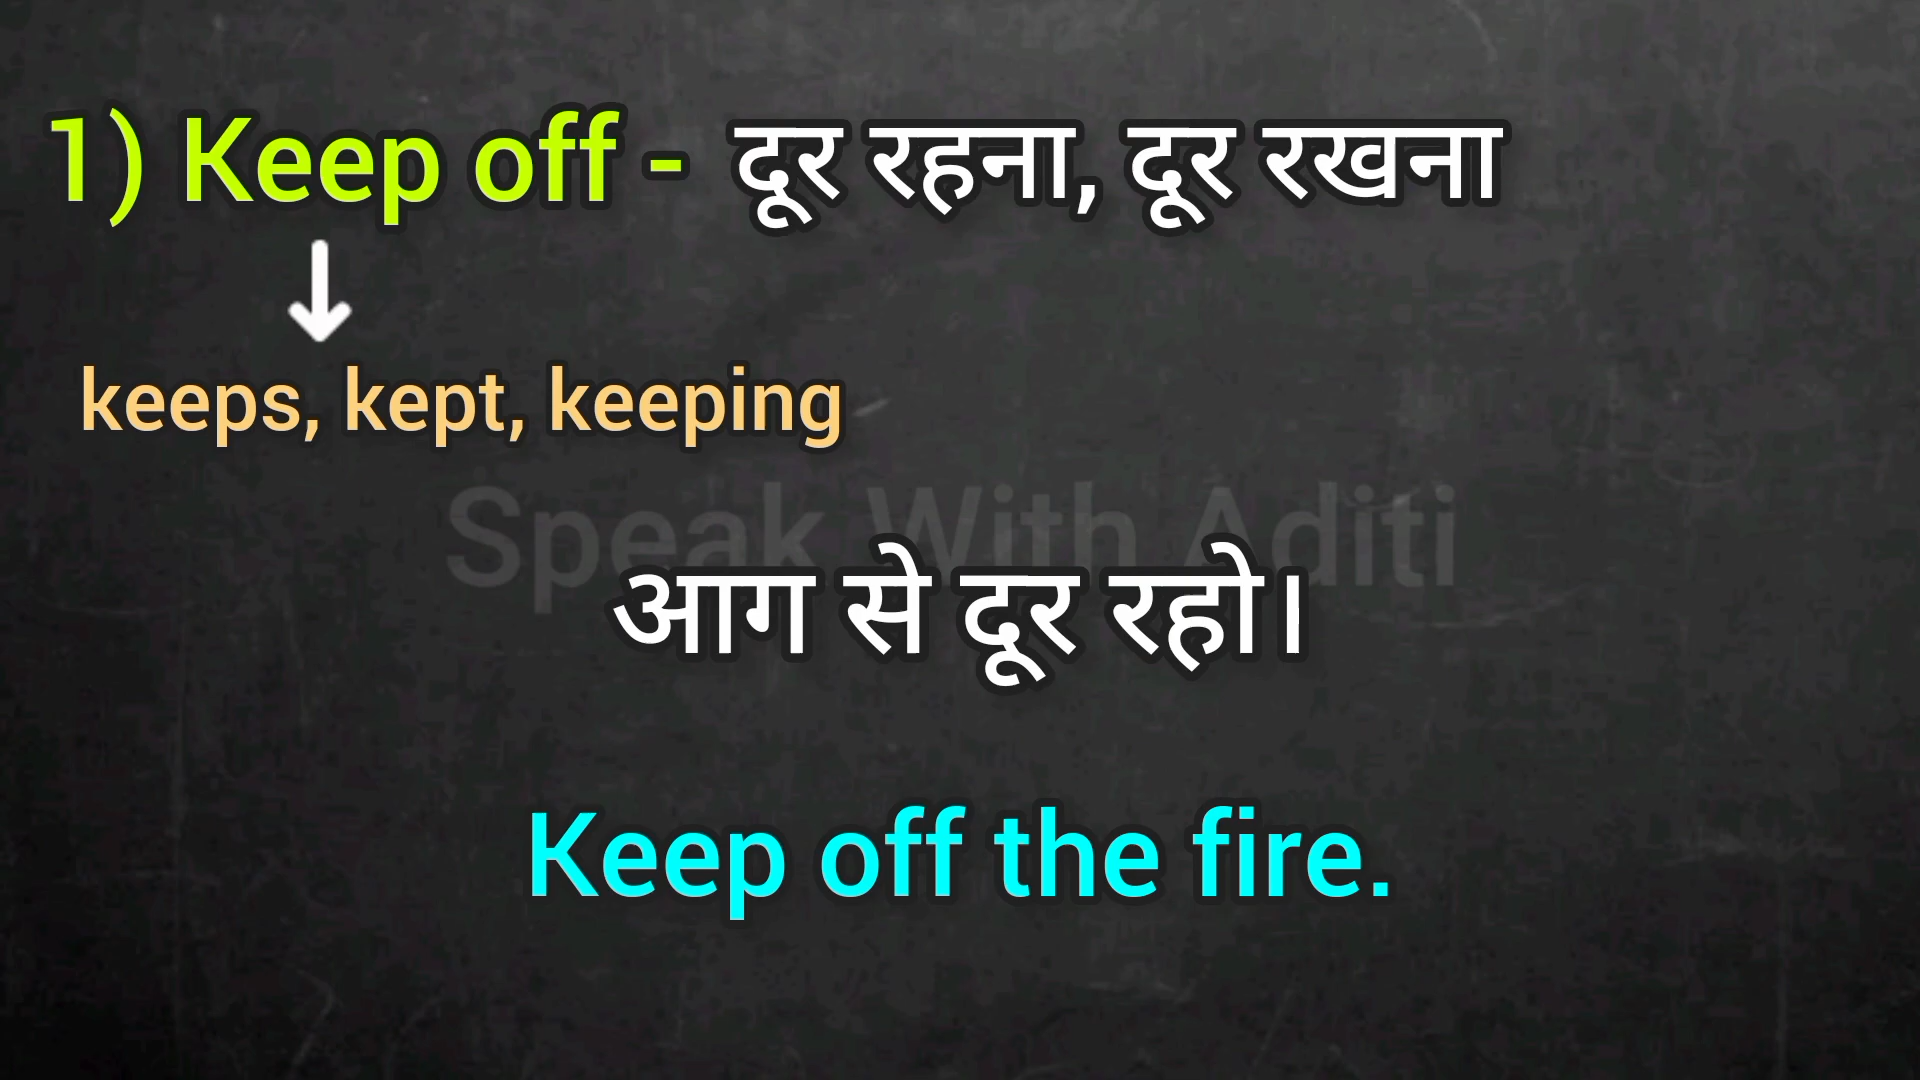 1) Keep off - दूर रहना, दूर रखना
keeps, kept, keeping
Speak With Aditi
आग से दूर रहो।
Keep off the fire.